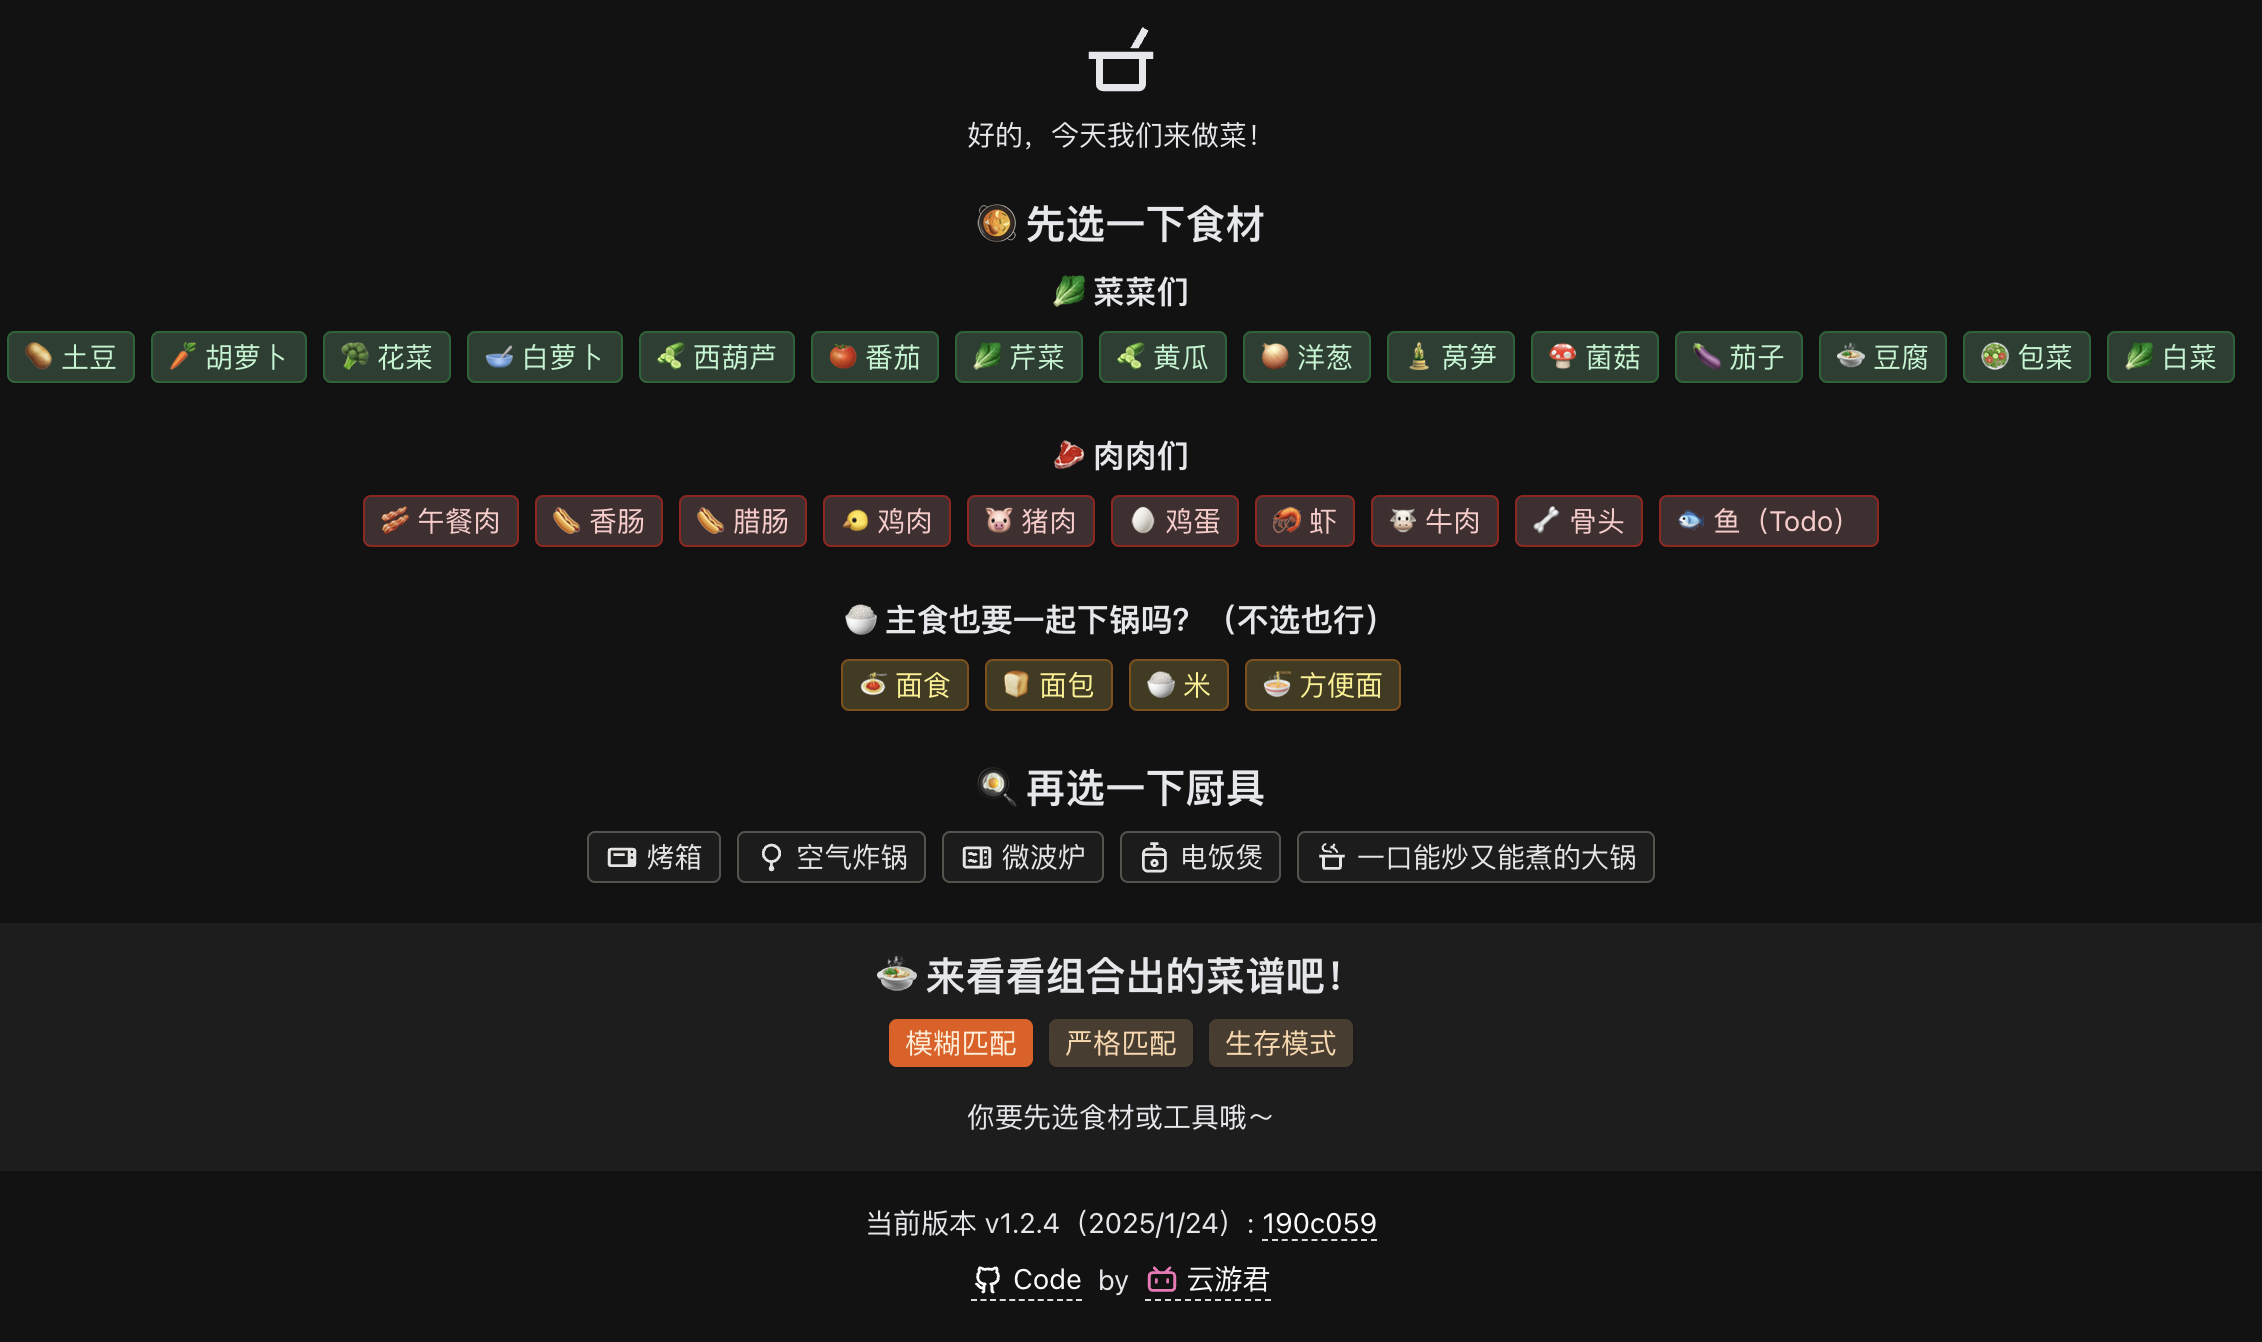 好的，今天我们来做菜！
先选一下食材
菜菜们
土豆 胡萝卜 花菜 白萝卜 西葫芦 番茄 芹菜 黄瓜 洋葱 莴笋 菌菇 茄子 豆腐 包菜 白菜
肉肉们
午餐肉 香肠 腊肠 鸡肉 猪肉 鸡蛋 虾 牛肉 骨头 鱼（Todo）
主食也要一起下锅吗？（不选也行）
面食 面包 米 方便面
再选一下厨具
烤箱 空气炸锅 微波炉 电饭煲 一口能炒又能煮的大锅
来看看组合出的菜谱吧！
模糊匹配 严格匹配 生存模式
你要先选食材或工具哦～
当前版本 v1.2.4（2025/1/24）: 190c059
Code by 云游君